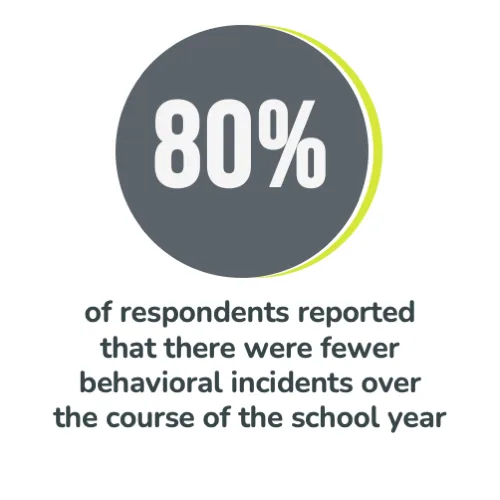 80%
of respondents reported
that there were fewer
behavioral incidents over
the course of the school year